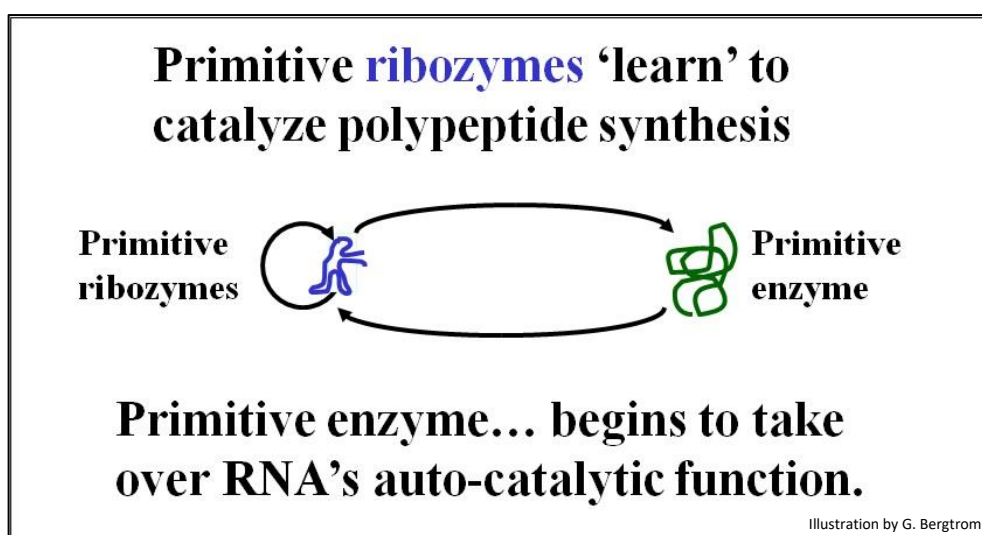 Primitive ribozymes ‘learn’ to
catalyze polypeptide synthesis
Primitive
ribozymes
Primitive
enzyme
Primitive enzyme… begins to take
over RNA’s auto-catalytic function.
Illustration by G. Bergtrom